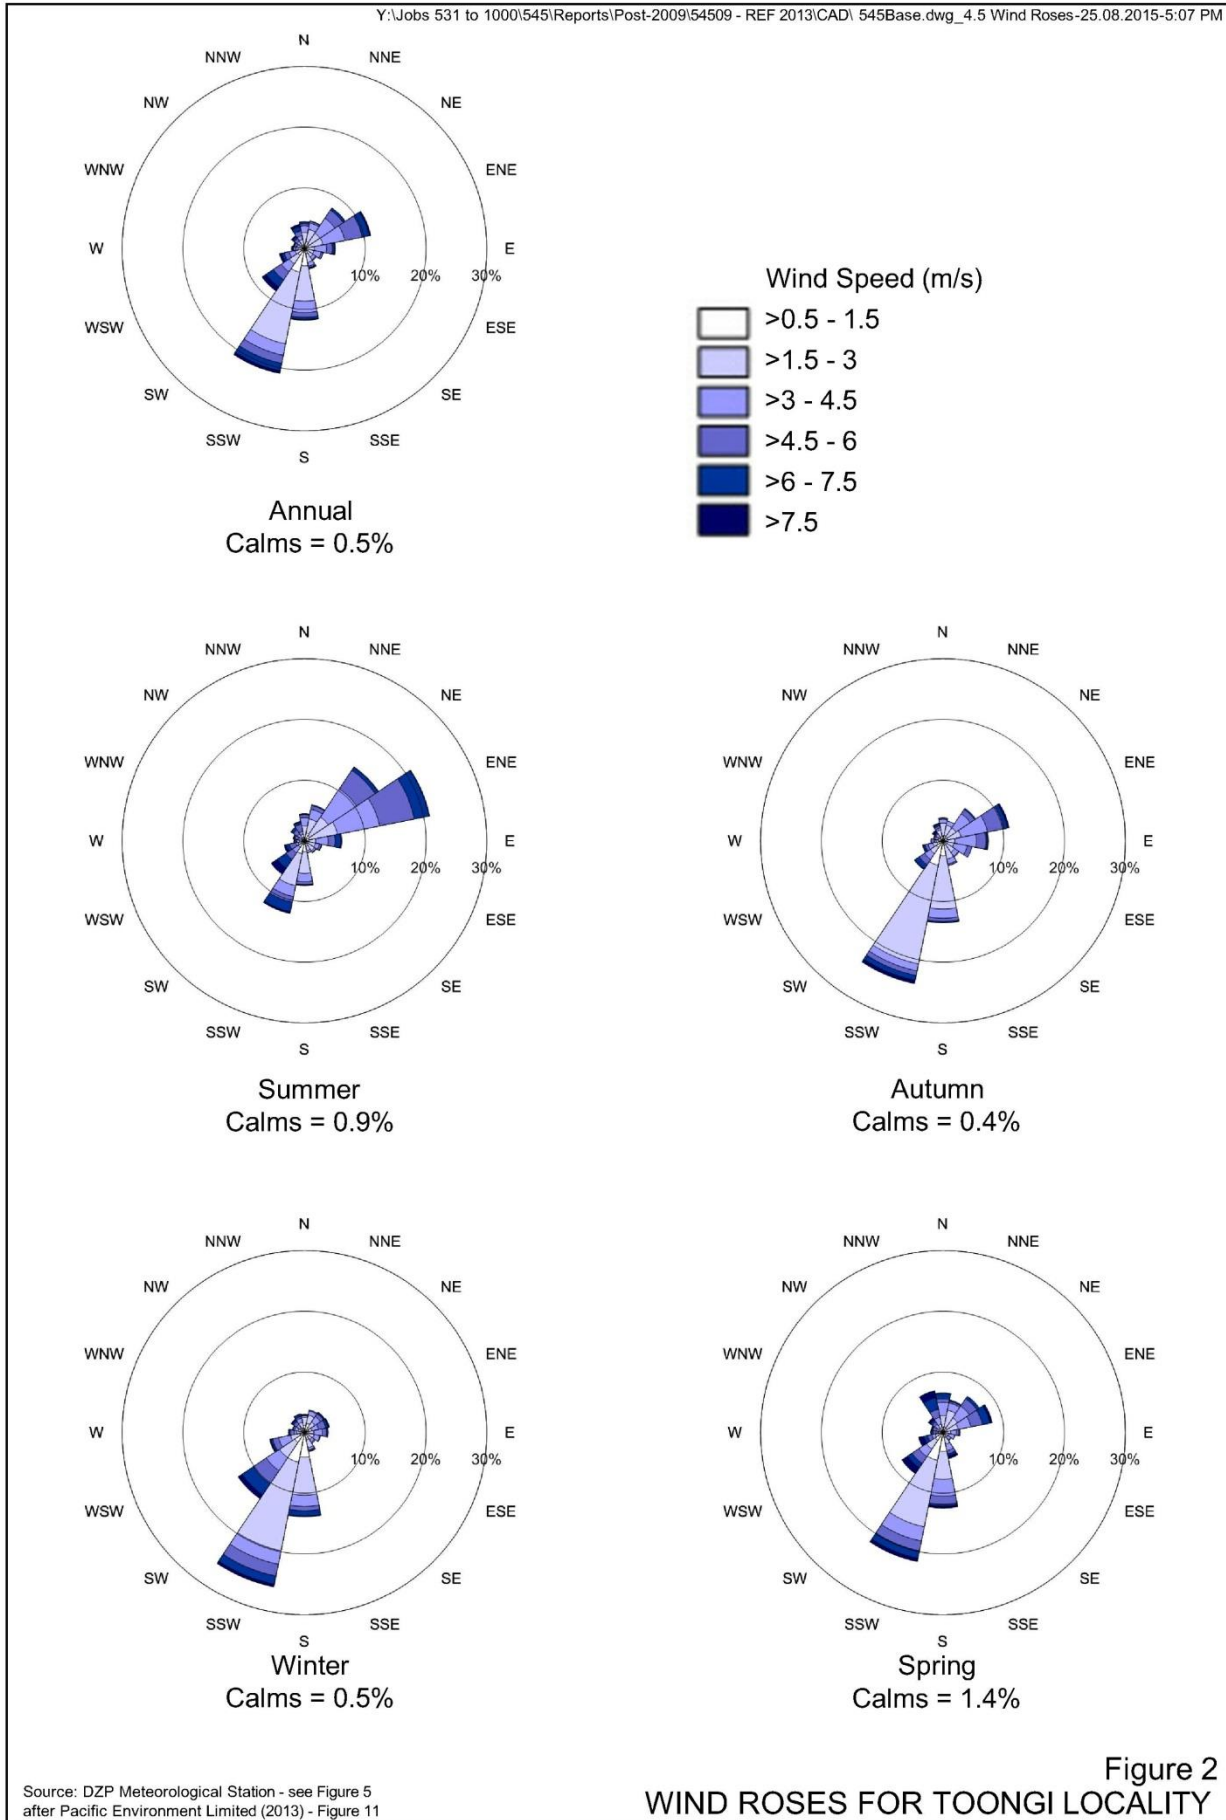 Y:\Jobs 531 to 1000\545\Reports\Post-2009\54509 - REF 2013\CAD\ 545Base.dwg_4.5 Wind Roses-25.08.2015-5:07 PM
N
NNW NNE
NW NE
WNW ENE
W E
10% 20% 30%
WSW ESE
SW SE
SSW SSE
S
Annual
Calms = 0.5%
Wind Speed (m/s)
>0.5 - 1.5
>1.5 - 3
>3 - 4.5
>4.5 - 6
>6 - 7.5
>7.5
N
NNW NNE
NW NE
WNW ENE
W E
10% 20% 30%
WSW ESE
SW SE
SSW SSE
S
Summer
Calms = 0.9%
N
NNW NNE
NW NE
WNW ENE
W E
10% 20% 30%
WSW ESE
SW SE
SSW SSE
S
Autumn
Calms = 0.4%
N
NNW NNE
NW NE
WNW ENE
W E
10% 20% 30%
WSW ESE
SW SE
SSW SSE
S
Winter
Calms = 0.5%
N
NNW NNE
NW NE
WNW ENE
W E
10% 20% 30%
WSW ESE
SW SE
SSW SSE
S
Spring
Calms = 1.4%
Source: DZP Meteorological Station - see Figure 5
after Pacific Environment Limited (2013) - Figure 11
Figure 2
WIND ROSES FOR TOONGI LOCALITY